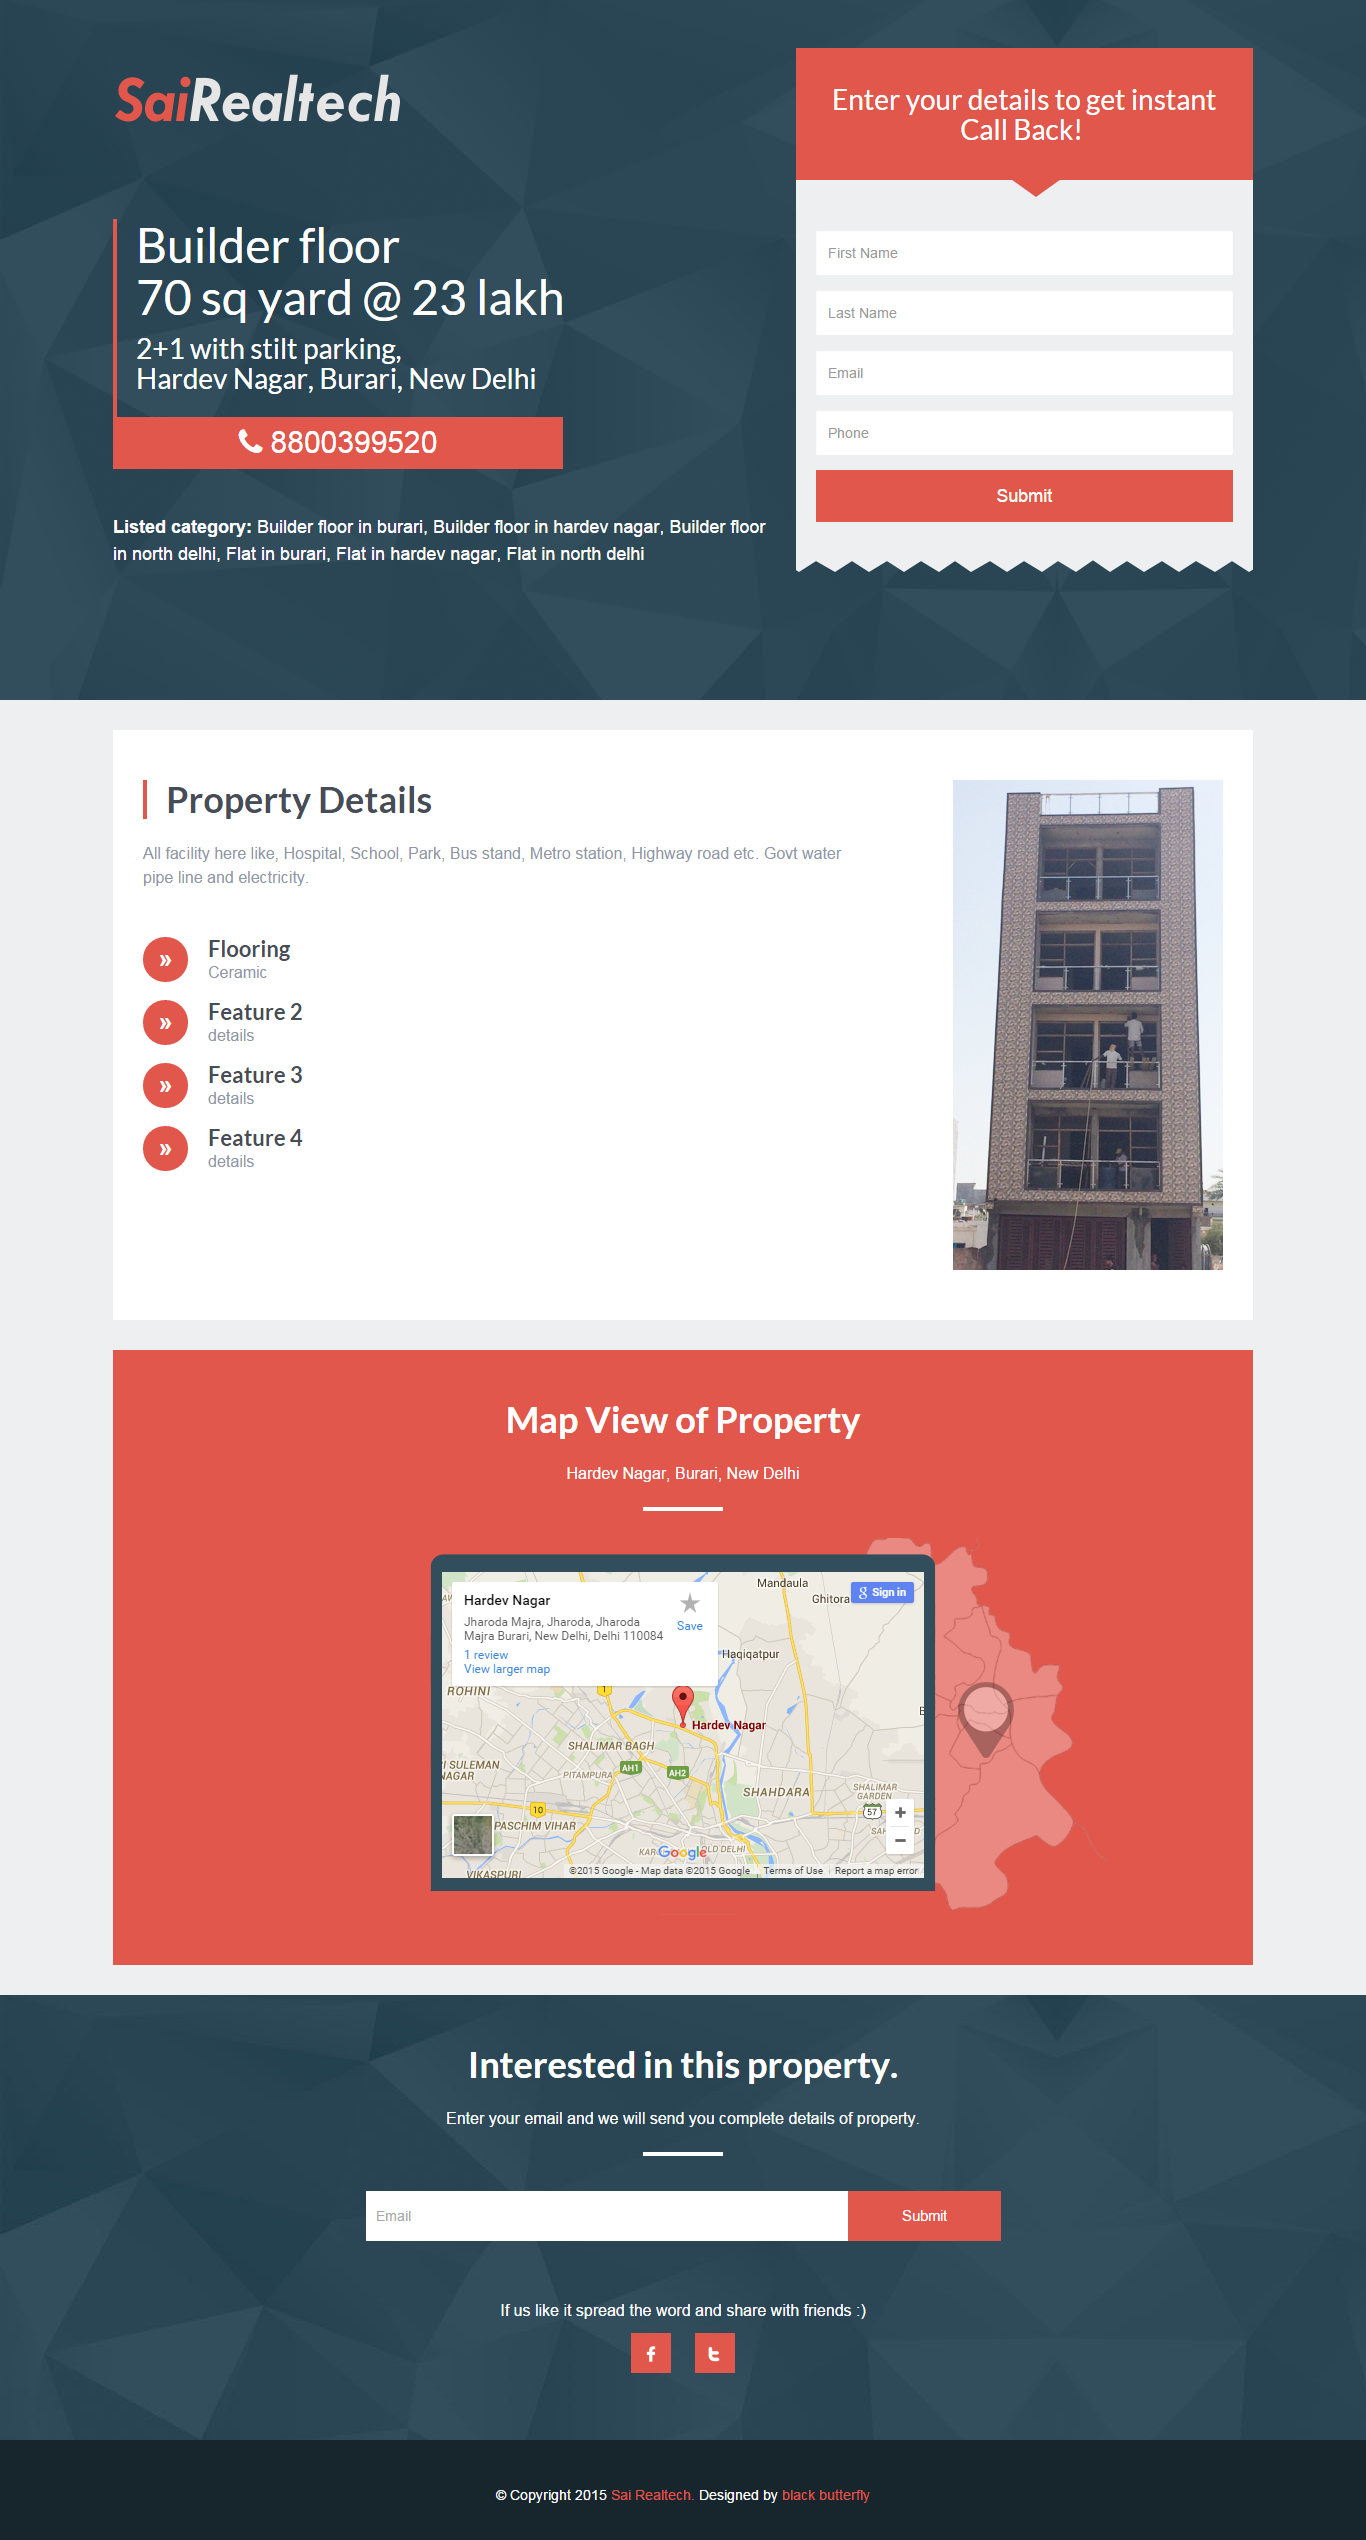 SaiRealtech
Enter your details to get instant
Call Back!
Builder floor
70 sq yard @ 23 lakh
2+1 with stilt parking,
Hardev Nagar, Burari, New Delhi
8800399520
Listed category: Builder floor in burari, Builder floor in hardev nagar, Builder floor
in north delhi, Flat in burari, Flat in hardev nagar, Flat in north delhi
First Name
Last Name
Email
Phone
Submit
Property Details
All facility here like, Hospital, School, Park, Bus stand, Metro station, Highway road etc. Govt water
pipe line and electricity.
Flooring
Ceramic
Feature 2
details
Feature 3
details
Feature 4
details
Map View of Property
Hardev Nagar, Burari, New Delhi
Hardev Nagar
Jharoda Majra, Jharoda, Jharoda
Majra Burari, New Delhi, Delhi 110084
Save
1 review
View larger map
Mandaula
Ghitora
Sign in
Haqiqatpur
ROHINI
1
Hardev Nagar
SHALIMAR BAGH
SULEMAN
NAGAR
PITAMPURA
AH1
AH2
SHAHDARA
SHALIMAR
GARDEN
10
57
PASCHIM VIHAR
Google
OLD DELHI
VIKASPURI
©2015 Google - Map data ©2015 Google
Terms of Use
Report a map error
Interested in this property.
Enter your email and we will send you complete details of property.
Email
Submit
If us like it spread the word and share with friends :)
© Copyright 2015 Sai Realtech. Designed by black butterfly